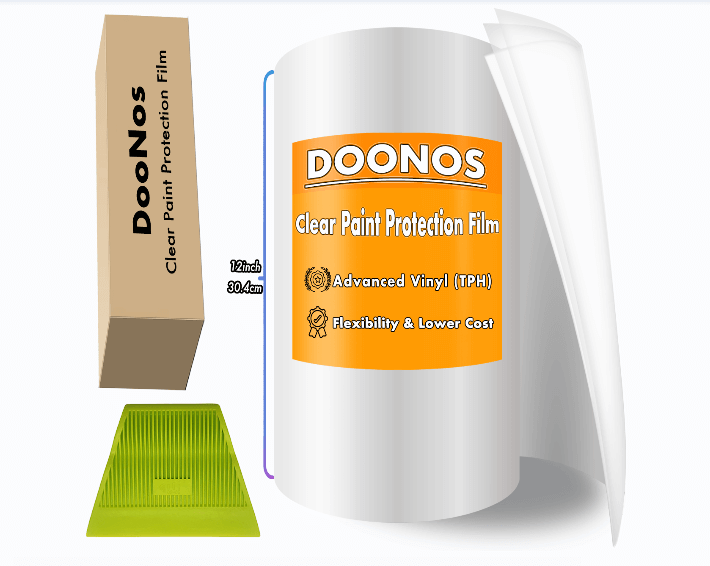 DooNos
Clear Paint Protection Film
12inch
30.4cm
DOONOS
Clear Paint Protection Film
Advanced Vinyl (TPH)
Flexibility & Lower Cost